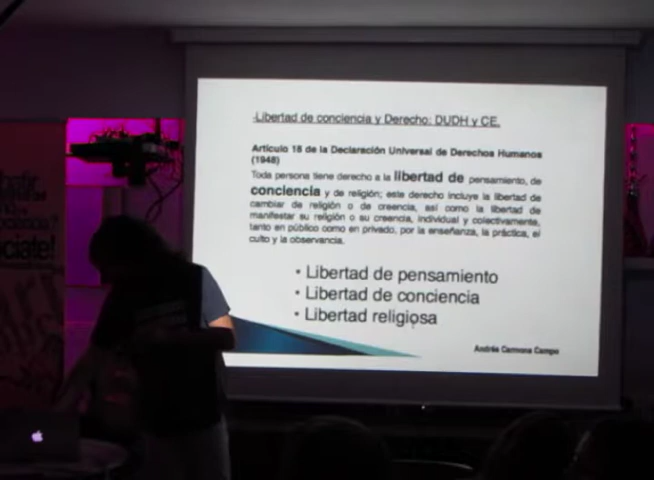 -Libertad de conciencia y Derecho: DUDH y CE.
Artículo 18 de la Declaración Universal de Derechos Humanos
(1948)
Toda persona tiene derecho a la libertad de pensamiento, de
conciencia y de religión; este derecho incluye la libertad de
cambiar de religión o de creencia, así como la libertad de
manifestar su religión o su creencia, individual y colectivamente,
tanto en público como en privado, por la enseñanza, la práctica, el
culto y la observancia.
• Libertad de pensamiento
• Libertad de conciencia
• Libertad religiosa
Andrés Carmona Campo
ociate!